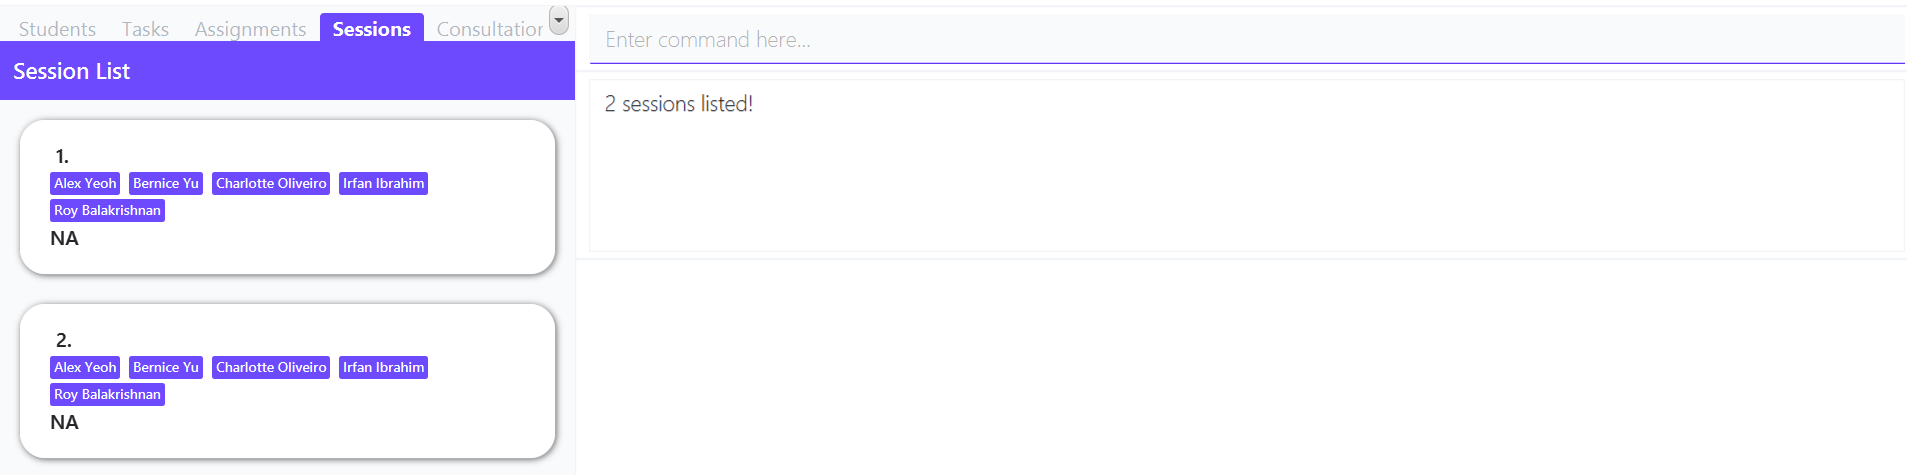 Students Tasks Assignments Sessions Consultation
Session List
1.
Alex Yeoh Bernice Yu Charlotte Oliveiro Irfan Ibrahim
Roy Balakrishnan
NA
2.
Alex Yeoh Bernice Yu Charlotte Oliveiro Irfan Ibrahim
Roy Balakrishnan
NA
Enter command here...
2 sessions listed!